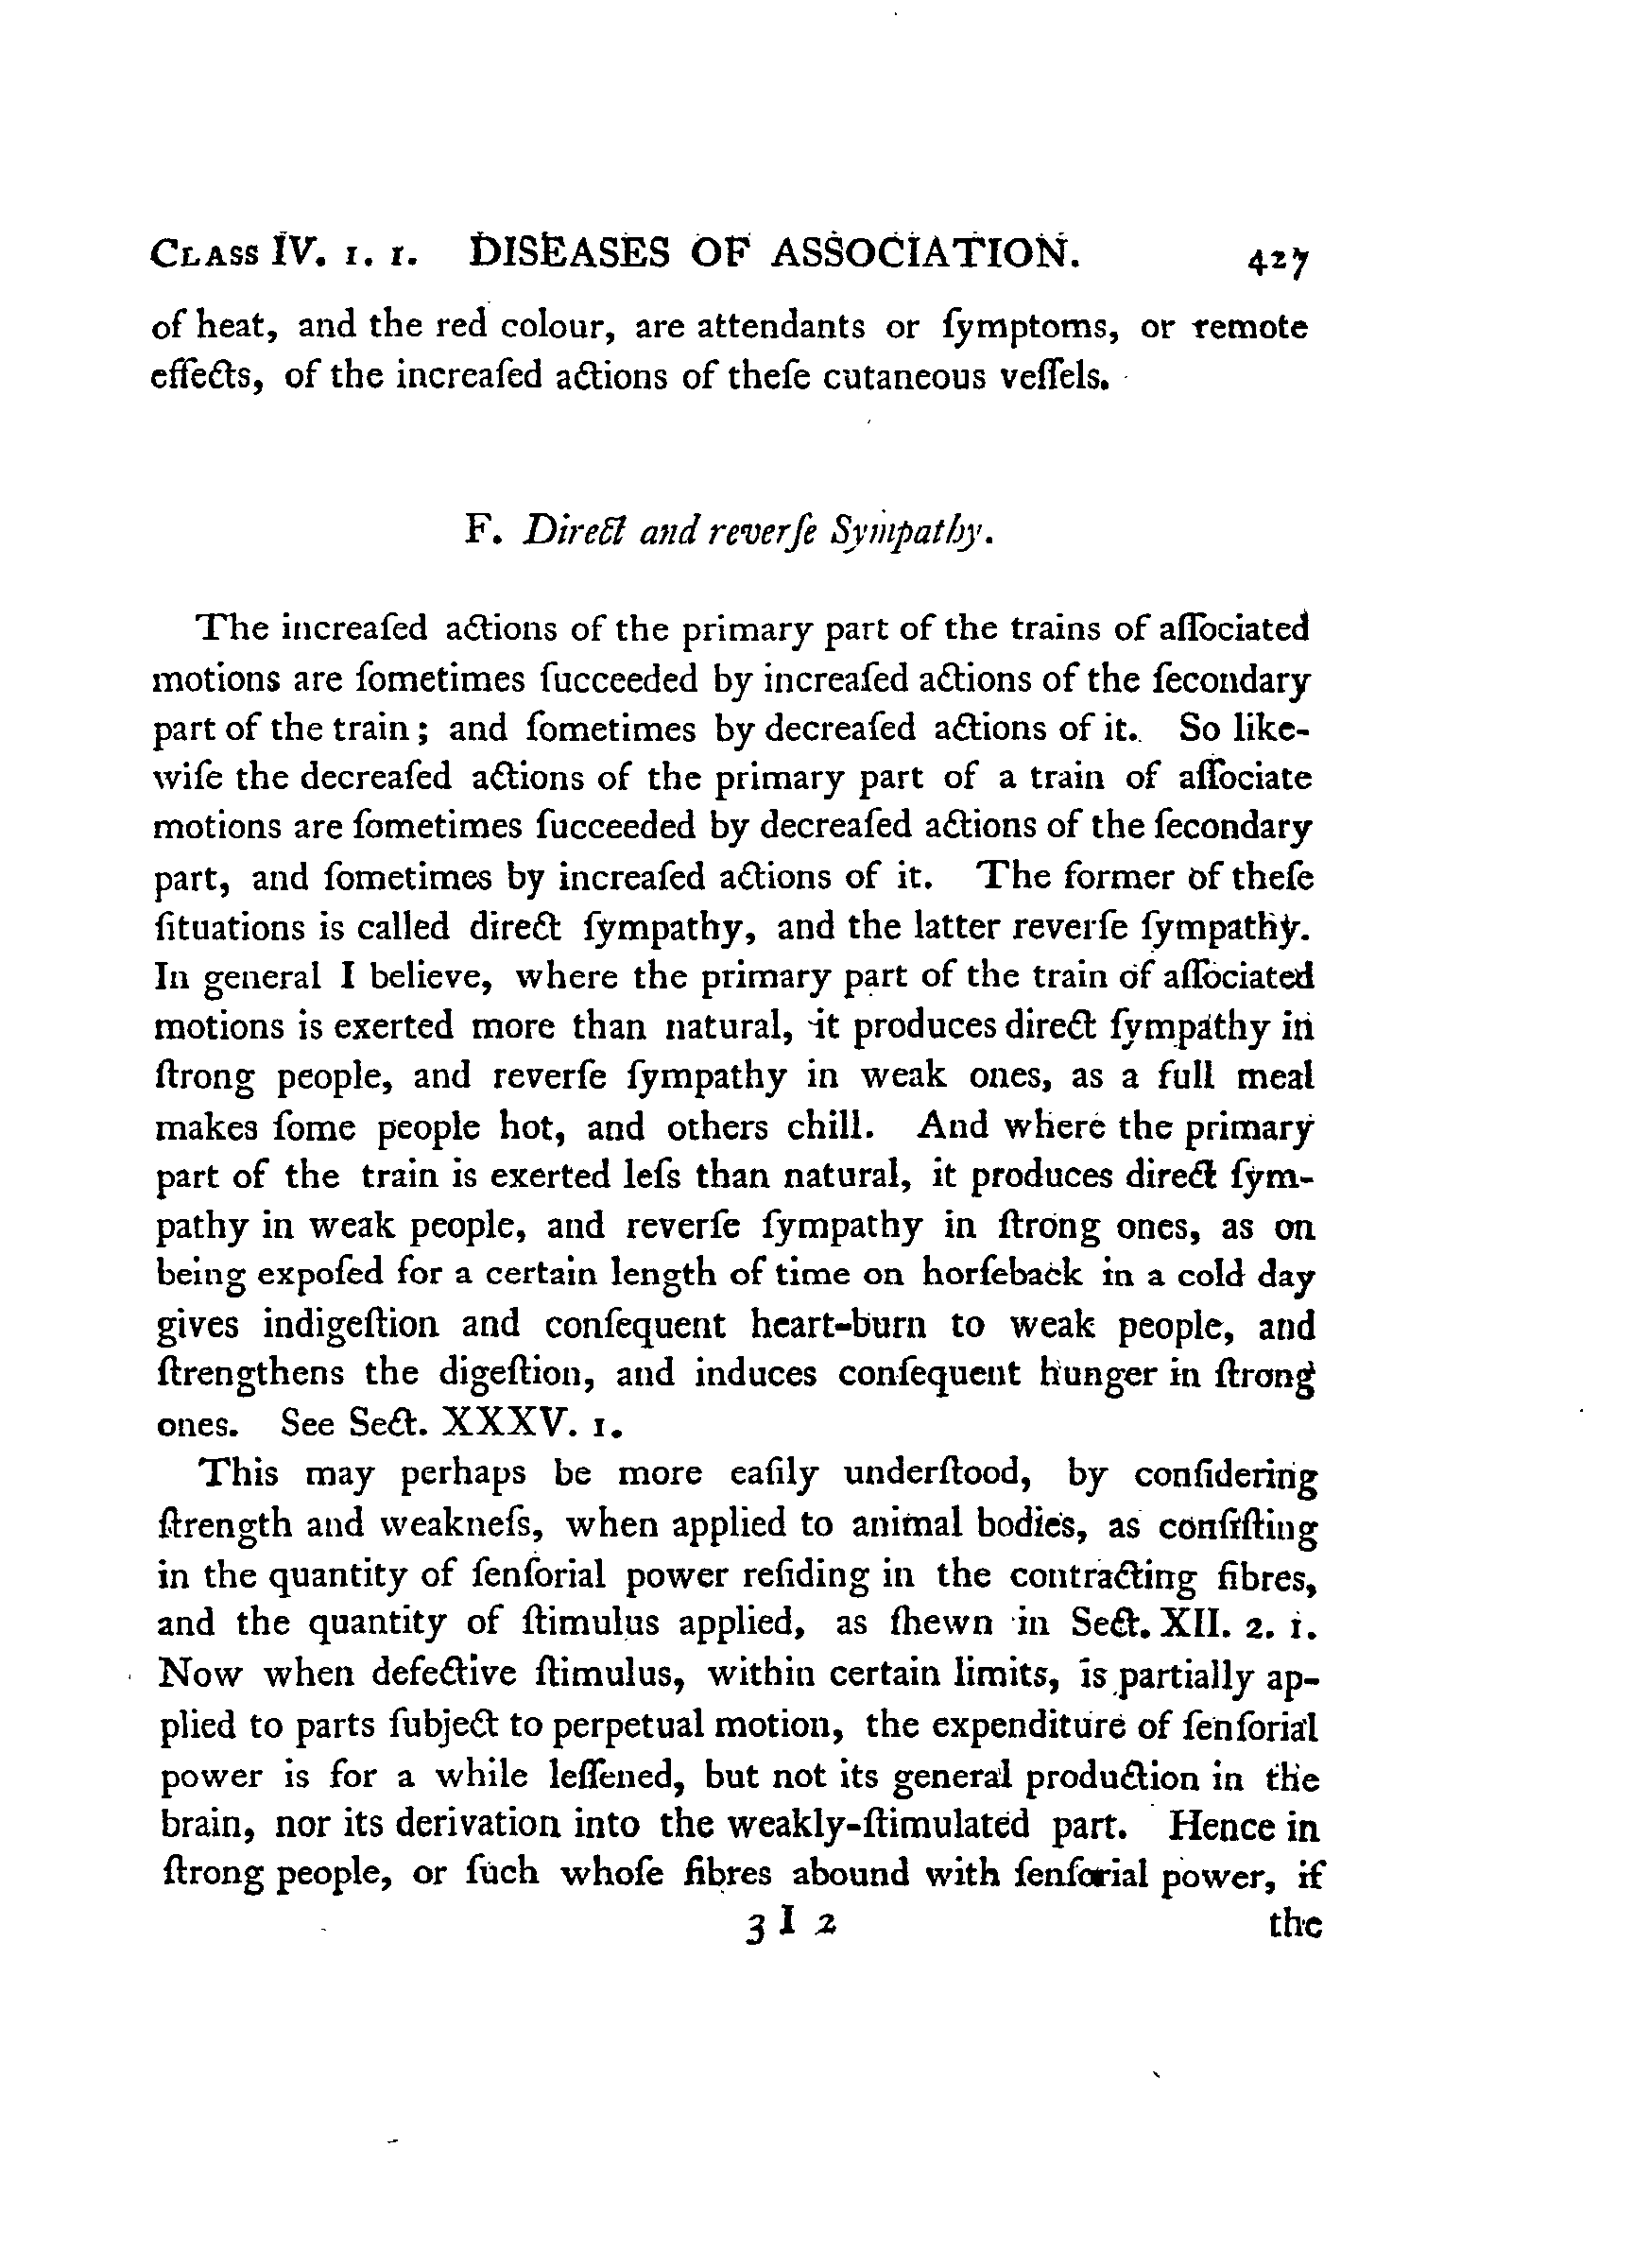 CLASS IV. 1. 1. DISEASES OF ASSOCIATION. 427
of heat, and the red colour, are attendants or ſymptoms, or remote
effects, of the increaſed actions of theſe cutaneous veſſels.
F. Direct and reverſe Sympathy.
The increaſed actions of the primary part of the trains of aſſociated
motions are ſometimes ſucceeded by increaſed actions of the ſecondary
part of the train; and ſometimes by decreaſed actions of it. So like-
wiſe the decreaſed actions of the primary part of a train of aſſociate
motions are ſometimes ſucceeded by decreaſed actions of the ſecondary
part, and ſometimes by increaſed actions of it. The former of theſe
ſituations is called direct ſympathy, and the latter reverſe ſympathy.
In general I believe, where the primary part of the train of aſſociated
motions is exerted more than natural, it produces direct ſympathy in
ſtrong people, and reverſe ſympathy in weak ones, as a full meal
makes ſome people hot, and others chill. And where the primary
part of the train is exerted leſs than natural, it produces direct ſym-
pathy in weak people, and reverſe ſympathy in ſtrong ones, as on
being expoſed for a certain length of time on horſeback in a cold day
gives indigeſtion and conſequent heart-burn to weak people, and
ſtrengthens the digeſtion, and induces conſequent hunger in ſtrong
ones. See Sect. XXXV. 1.
This may perhaps be more eaſily underſtood, by conſidering
ſtrength and weakneſs, when applied to animal bodies, as conſiſting
in the quantity of ſenſorial power reſiding in the contracting fibres,
and the quantity of ſtimulus applied, as ſhewn in Sect. XII. 2. 1.
Now when defective ſtimulus, within certain limits, is partially ap-
plied to parts ſubject to perpetual motion, the expenditure of ſenſorial
power is for a while leſſened, but not its general production in the
brain, nor its derivation into the weakly-ſtimulated part. Hence in
ſtrong people, or ſuch whoſe fibres abound with ſenſorial power, if
3 I 2 the